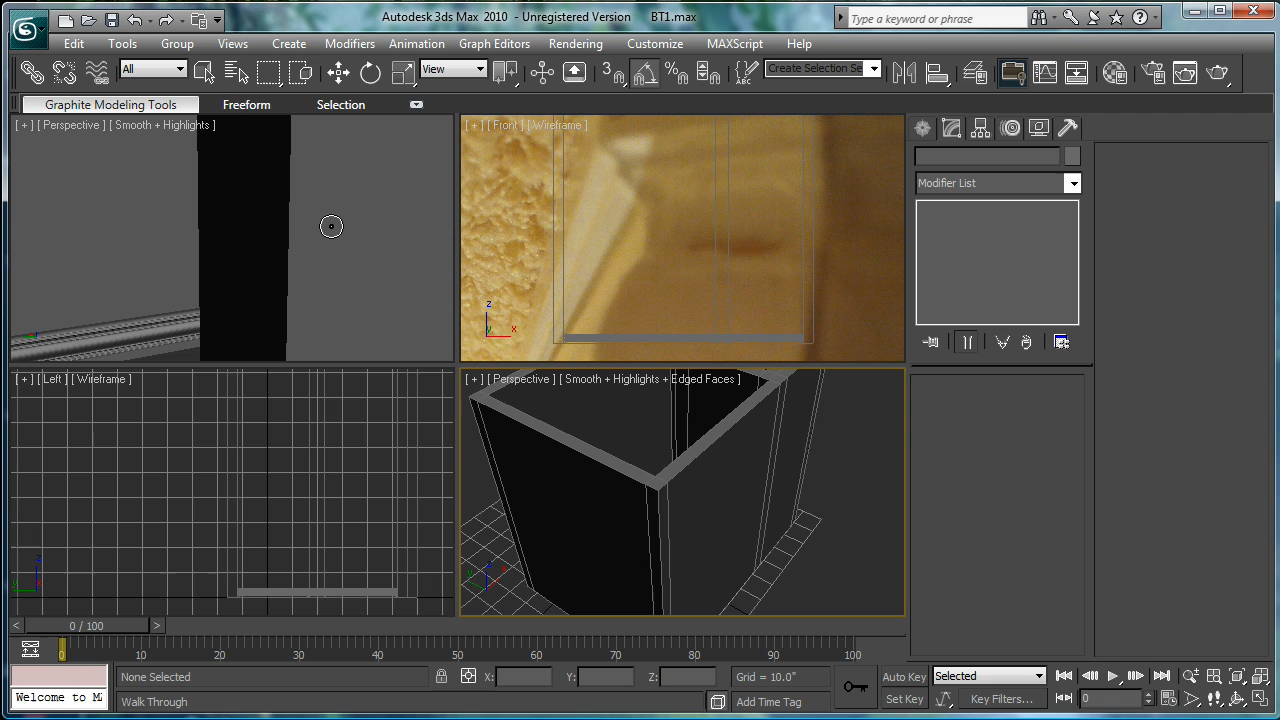 Autodesk 3ds Max 2010 - Unregistered Version BT1.max
Type a keyword or phrase
Edit Tools Group Views Create Modifiers Animation Graph Editors Rendering Customize MAXScript Help
All View 3 ABC Create Selection Se
Graphite Modeling Tools Freeform Selection
[ + ] [ Perspective ] [ Smooth + Highlights ]
[ + ] [ Front ] [ Wireframe ]
Modifier List
z
y x
[ + ] [ Left ] [ Wireframe ]
[ + ] [ Perspective ] [ Smooth + Highlights + Edged Faces ]
z
y x
z
y x
< 0 / 100 >
0 10 20 30 40 50 60 70 80 90 100
None Selected X: Y: Z: Grid = 10.0" Auto Key Selected
Welcome to M Walk Through Add Time Tag Set Key Key Filters... 0